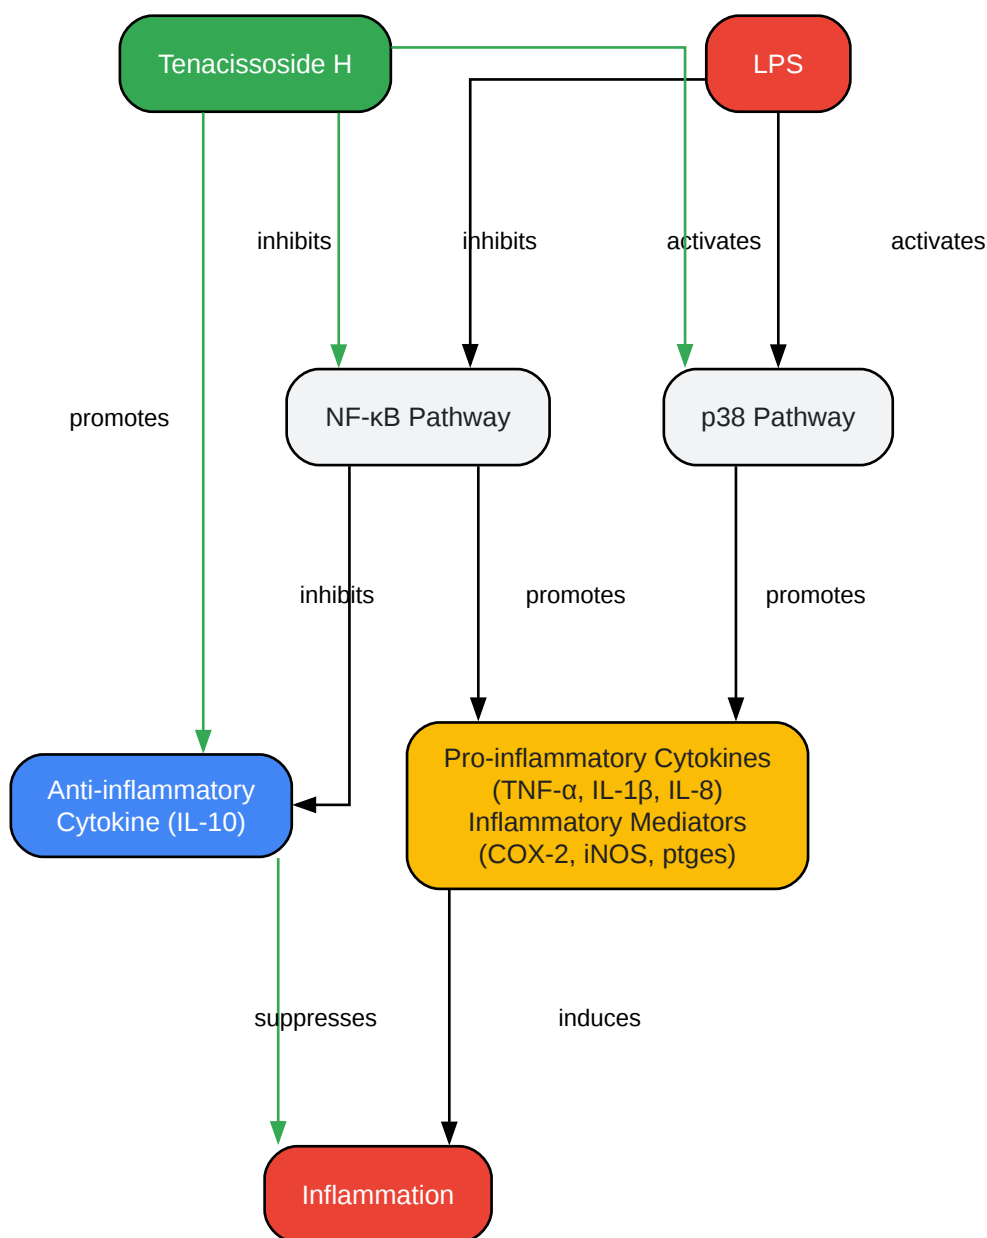 Tenacissoside H
LPS
inhibits
inhibits
activates
activates
promotes
NF-κB Pathway
p38 Pathway
inhibits
promotes
promotes
Anti-inflammatory
Cytokine (IL-10)
Pro-inflammatory Cytokines
(TNF-α, IL-1β, IL-8)
Inflammatory Mediators
(COX-2, iNOS, ptges)
suppresses
induces
Inflammation